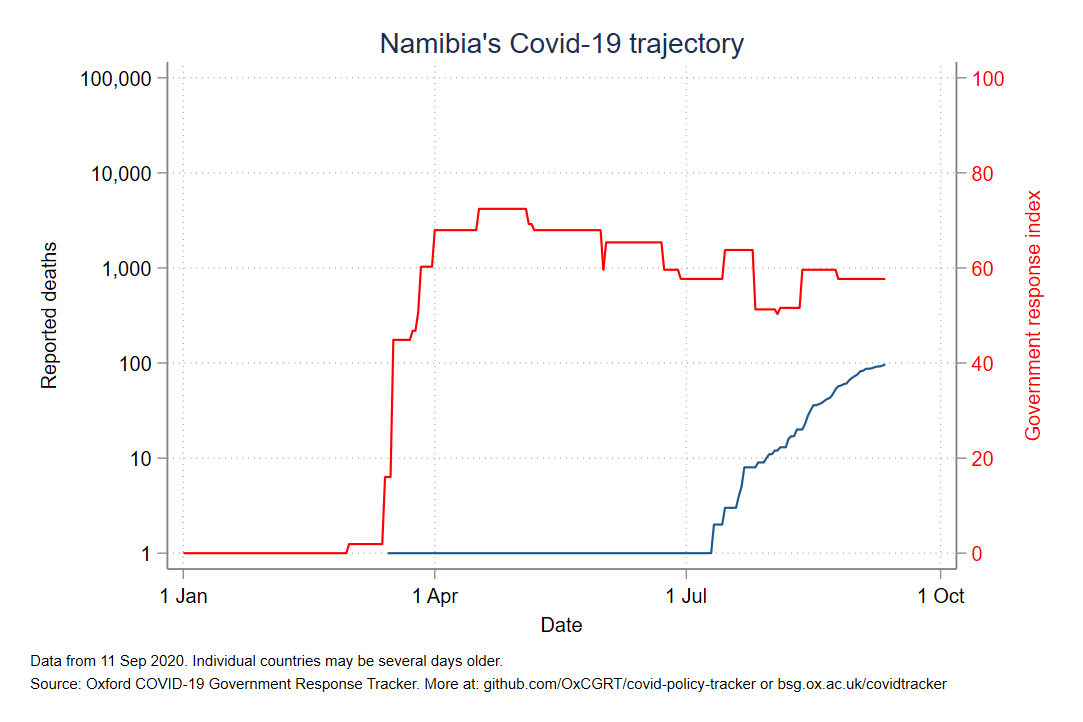 Namibia's Covid-19 trajectory
100,000
10,000
1,000
100
10
1
Reported deaths
100
80
60
40
20
0
Government response index
1 Jan 1 Apr 1 Jul 1 Oct
Date
Data from 11 Sep 2020. Individual countries may be several days older.
Source: Oxford COVID-19 Government Response Tracker. More at: github.com/OxCGRT/covid-policy-tracker or bsg.ox.ac.uk/covidtracker